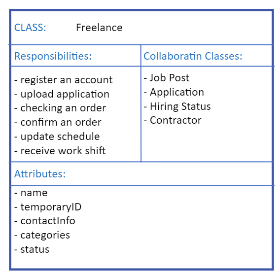 CLASS: Freelance
Responsibilities:
- register an account
- upload application
- checking an order
- confirm an order
- update schedule
- receive work shift
Collaboratin Classes:
- Job Post
- Application
- Hiring Status
- Contractor
Attributes:
- name
- temporaryID
- contactInfo
- categories
- status